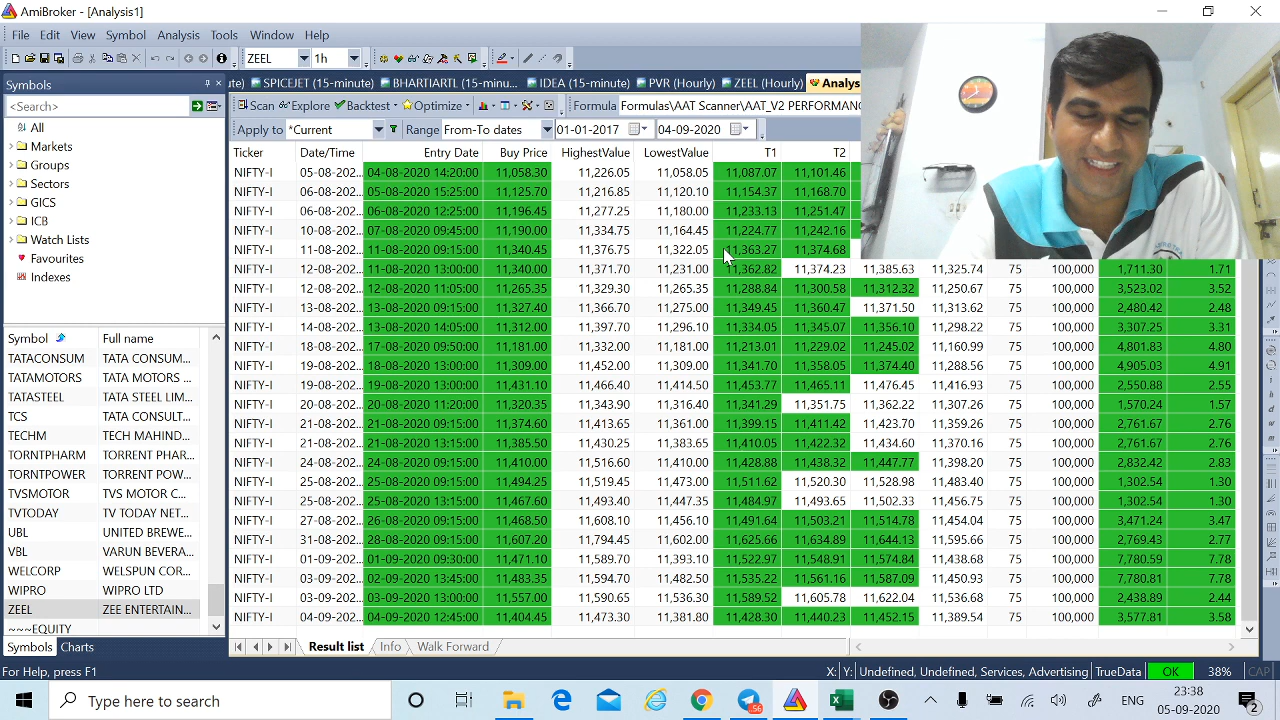 AmiBroker - [Analysis1]
File Edit View Symbol Analysis Tools Window Help
ZEEL 1h
Symbols
SPICEJET (15-minute) BHARTIARTL (15-minu... IDEA (15-minute) PVR (Hourly) ZEEL (Hourly) Analys
<Search>
Scan Explore Backtest Optimize Formula Formulas\AAT Scanner\AAT_V2 PERFORMANC
Apply to *Current Range From-To dates 01-01-2017 04-09-2020
All
Markets
Groups
Sectors
GICS
ICB
Watch Lists
Favourites
Indexes
Symbol Full name
TATACONSUM TATA CONSUM...
TATAMOTORS TATA MOTORS ...
TATASTEEL TATA STEEL LIM...
TCS TATA CONSULT...
TECHM TECH MAHIND...
TORNTPHARM TORRENT PHAR...
TORNTPOWER TORRENT POW...
TVSMOTOR TVS MOTOR C...
TVTODAY TV TODAY NET...
UBL UNITED BREWE...
VBL VARUN BEVERA...
WELCORP WELSPUN COR...
WIPRO WIPRO LTD
ZEEL ZEE ENTERTAIN...
~~~EQUITY
Symbols Charts
Ticker Date/Time Entry Date Buy Price HighestValue LowestValue T1 T2
NIFTY-I 05-08-202... 04-08-2020 14:20:00 11,058.30 11,226.05 11,058.05 11,087.07 11,101.46
NIFTY-I 06-08-202... 05-08-2020 15:25:00 11,125.70 11,216.85 11,120.10 11,154.37 11,168.70
NIFTY-I 06-08-202... 06-08-2020 12:25:00 11,196.45 11,277.25 11,180.00 11,233.13 11,251.47
NIFTY-I 10-08-202... 07-08-2020 09:45:00 11,190.00 11,334.75 11,164.45 11,224.77 11,242.16
NIFTY-I 11-08-202... 11-08-2020 09:15:00 11,340.45 11,376.75 11,322.05 11,363.27 11,374.68
NIFTY-I 12-08-202... 11-08-2020 13:00:00 11,340.00 11,371.70 11,231.00 11,362.82 11,374.23 11,385.63 11,325.74 75 100,000 1,711.30 1.71
NIFTY-I 12-08-202... 12-08-2020 11:05:00 11,265.35 11,329.30 11,265.35 11,288.84 11,300.58 11,312.32 11,250.67 75 100,000 3,523.02 3.52
NIFTY-I 13-08-202... 13-08-2020 09:15:00 11,327.40 11,366.70 11,275.00 11,349.45 11,360.47 11,371.50 11,313.62 75 100,000 2,480.42 2.48
NIFTY-I 14-08-202... 13-08-2020 14:05:00 11,312.00 11,397.70 11,296.10 11,334.05 11,345.07 11,356.10 11,298.22 75 100,000 3,307.25 3.31
NIFTY-I 18-08-202... 17-08-2020 09:50:00 11,181.00 11,332.00 11,181.00 11,213.01 11,229.02 11,245.02 11,160.99 75 100,000 4,801.83 4.80
NIFTY-I 19-08-202... 18-08-2020 13:00:00 11,309.00 11,452.00 11,309.00 11,341.70 11,358.05 11,374.40 11,288.56 75 100,000 4,905.03 4.91
NIFTY-I 19-08-202... 19-08-2020 13:00:00 11,431.10 11,466.40 11,414.50 11,453.77 11,465.11 11,476.45 11,416.93 75 100,000 2,550.88 2.55
NIFTY-I 20-08-202... 20-08-2020 11:20:00 11,320.35 11,343.90 11,316.40 11,341.29 11,351.75 11,362.22 11,307.26 75 100,000 1,570.24 1.57
NIFTY-I 21-08-202... 21-08-2020 09:15:00 11,374.60 11,413.65 11,361.00 11,399.15 11,411.42 11,423.70 11,359.26 75 100,000 2,761.67 2.76
NIFTY-I 21-08-202... 21-08-2020 13:15:00 11,385.50 11,430.25 11,383.65 11,410.05 11,422.32 11,434.60 11,370.16 75 100,000 2,761.67 2.76
NIFTY-I 24-08-202... 24-08-2020 09:15:00 11,410.00 11,516.60 11,410.00 11,428.88 11,438.32 11,447.77 11,398.20 75 100,000 2,832.42 2.83
NIFTY-I 25-08-202... 25-08-2020 09:15:00 11,494.25 11,519.45 11,473.00 11,511.62 11,520.30 11,528.98 11,483.40 75 100,000 1,302.54 1.30
NIFTY-I 25-08-202... 25-08-2020 13:15:00 11,467.60 11,493.40 11,447.35 11,484.97 11,493.65 11,502.33 11,456.75 75 100,000 1,302.54 1.30
NIFTY-I 27-08-202... 26-08-2020 09:15:00 11,468.50 11,608.10 11,456.10 11,491.64 11,503.21 11,514.78 11,454.04 75 100,000 3,471.24 3.47
NIFTY-I 31-08-202... 28-08-2020 09:15:00 11,607.20 11,794.45 11,602.00 11,625.66 11,634.89 11,644.13 11,595.66 75 100,000 2,769.43 2.77
NIFTY-I 01-09-202... 01-09-2020 09:30:00 11,471.10 11,589.70 11,393.10 11,522.97 11,548.91 11,574.84 11,438.68 75 100,000 7,780.59 7.78
NIFTY-I 03-09-202... 02-09-2020 13:45:00 11,483.35 11,594.70 11,482.50 11,535.22 11,561.16 11,587.09 11,450.93 75 100,000 7,780.81 7.78
NIFTY-I 03-09-202... 03-09-2020 13:00:00 11,557.00 11,590.65 11,536.30 11,589.52 11,605.78 11,622.04 11,536.68 75 100,000 2,438.89 2.44
NIFTY-I 04-09-202... 04-09-2020 12:45:00 11,404.45 11,473.30 11,381.80 11,428.30 11,440.23 11,452.15 11,389.54 75 100,000 3,577.81 3.58
Result list Info Walk Forward
For Help, press F1 X: Y: Undefined, Undefined, Services, Advertising TrueData OK 38% CAP
Type here to search .56 ENG 23:38
05-09-2020 2